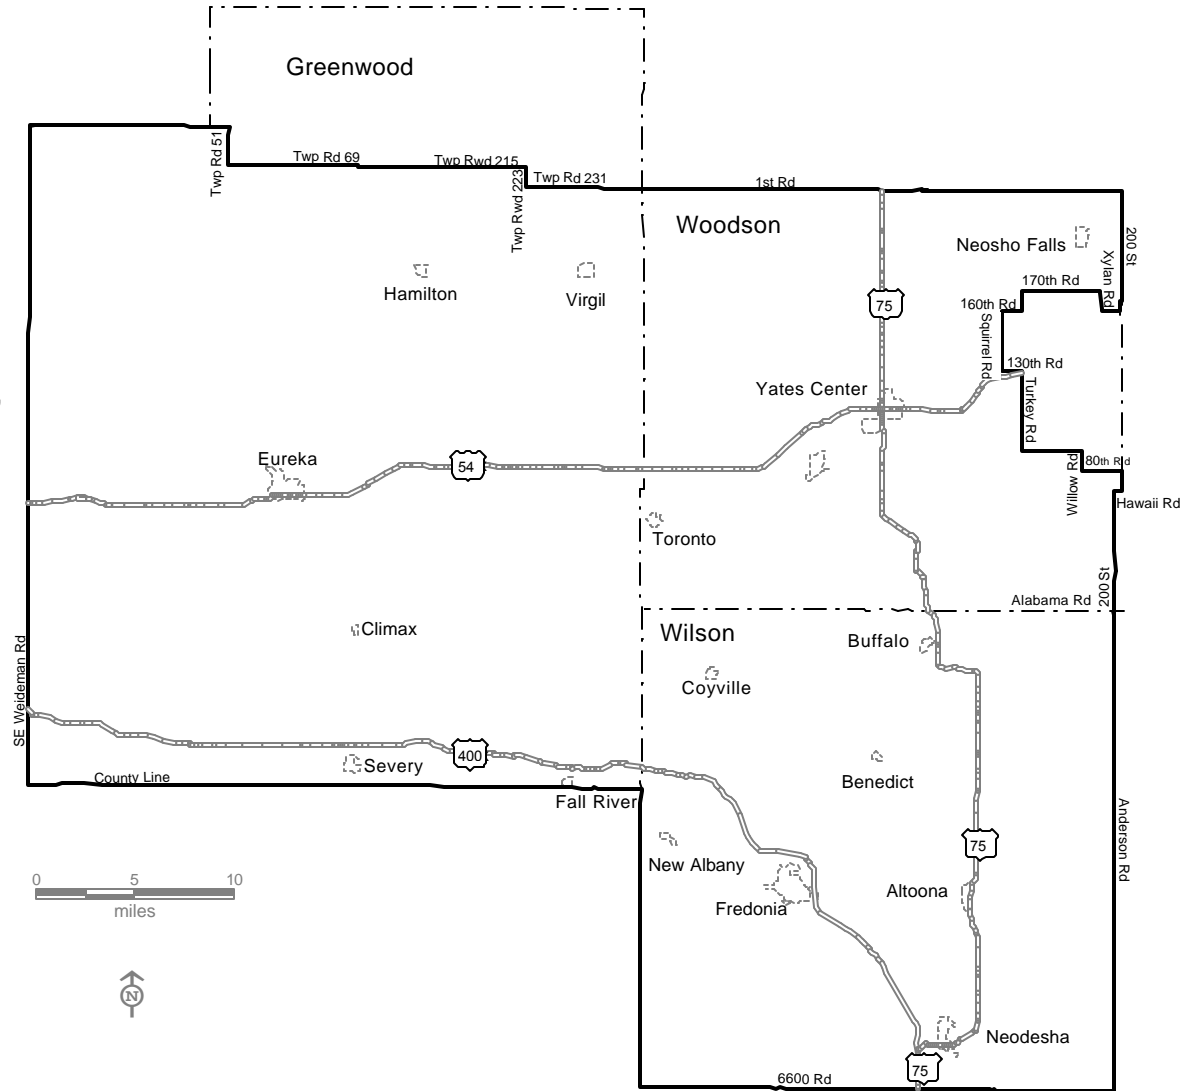 Greenwood
Twp Rd 51
Twp Rd 69
Twp Rwd 215
Twp Rwd 223
Twp Rd 231
1st Rd
Woodson
Neosho Falls
200 St
Xylan Rd
Hamilton
Virgil
75
170th Rd
160th Rd
Squirrel Rd
130th Rd
Turkey Rd
Yates Center
Eureka
54
80th Rd
Willow Rd
Hawaii Rd
Toronto
200 St
Alabama Rd
Climax
Wilson
Buffalo
SE Weideman Rd
Coyville
400
Severy
County Line
Benedict
Fall River
Anderson Rd
75
New Albany
0 5 10
miles
Altoona
Fredonia
N
Neodesha
75
6600 Rd